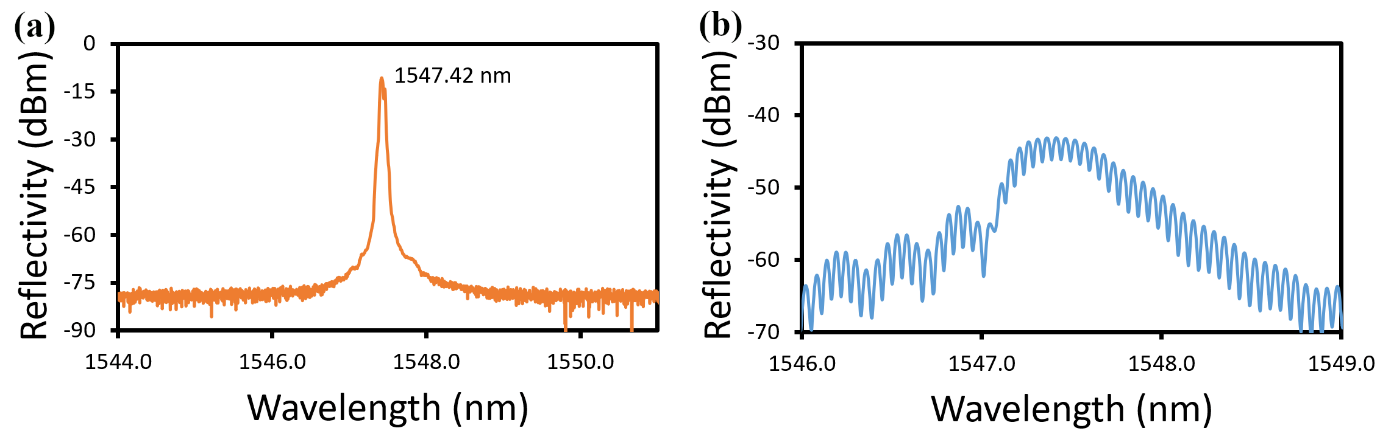 (a)
Reflectivity (dBm)
0
-15
-30
-45
-60
-75
-90
1547.42 nm
1544.0 1546.0 1548.0 1550.0
Wavelength (nm)
(b)
Reflectivity (dBm)
-30
-40
-50
-60
-70
1546.0 1547.0 1548.0 1549.0
Wavelength (nm)